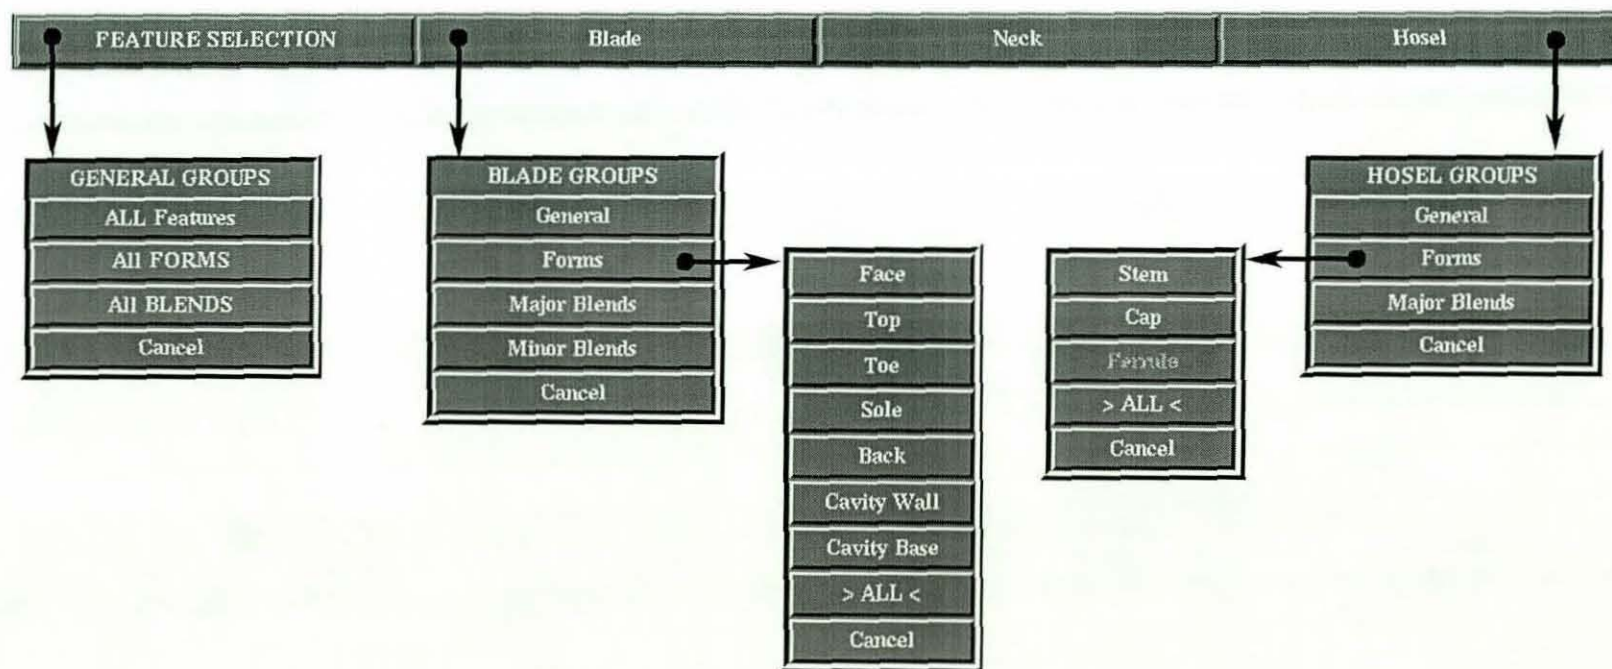 FEATURE SELECTION
Blade
Neck
Hosel
GENERAL GROUPS
ALL Features
All FORMS
All BLENDS
Cancel
BLADE GROUPS
General
Forms
Major Blends
Minor Blends
Cancel
Face
Top
Toe
Sole
Back
Cavity Wall
Cavity Base
> ALL <
Cancel
Stem
Cap
Ferrule
> ALL <
Cancel
HOSEL GROUPS
General
Forms
Major Blends
Cancel